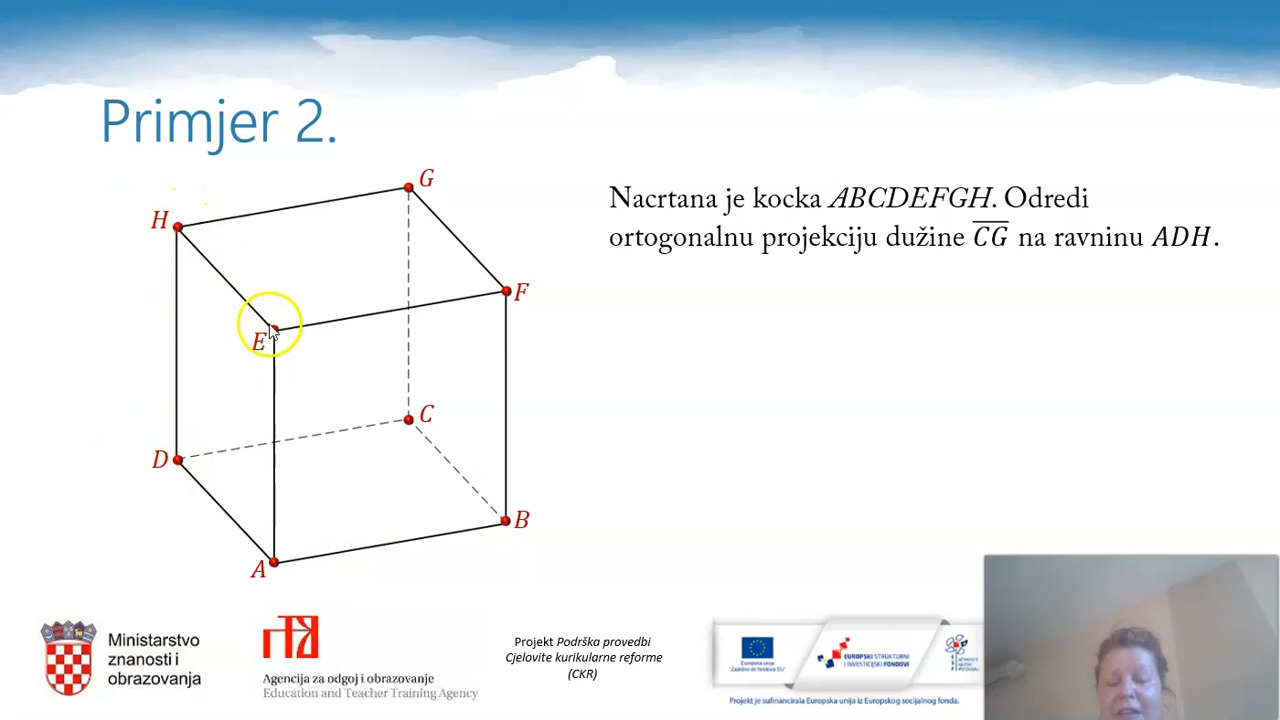 Primjer 2.
G
H
F
E
C
D
B
A
Nacrtana je kocka ABCDEFGH. Odredi
ortogonalnu projekciju dužine CG na ravninu ADH.
Ministarstvo
znanosti i
obrazovanja
Agencija za odgoj i obrazovanje
Education and Teacher Training Agency
Projekt Podrška provedbi
Cjelovite kurikularne reforme
(CKR)
Europska unija
"Zajedno do fondova EU"
EUROPSKI STRUKTURNI
I INVESTICIJSKI FONDOVI
Projekt je sufinancirala Europska unija iz Europskog socijalnog fonda.